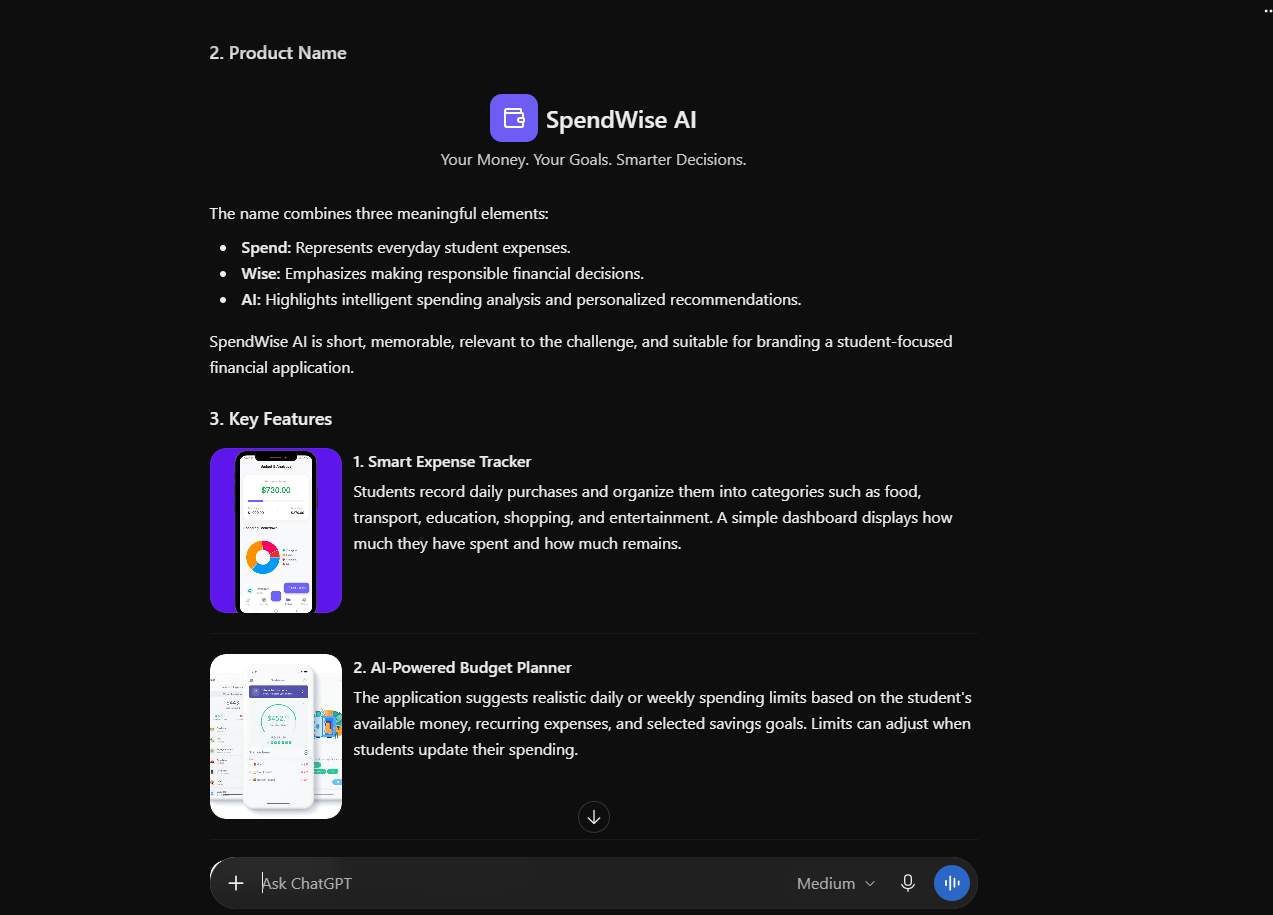 2. Product Name
SpendWise AI
Your Money. Your Goals. Smarter Decisions.
The name combines three meaningful elements:
Spend: Represents everyday student expenses.
Wise: Emphasizes making responsible financial decisions.
AI: Highlights intelligent spending analysis and personalized recommendations.
SpendWise AI is short, memorable, relevant to the challenge, and suitable for branding a student-focused
financial application.
3. Key Features
$730.00
1. Smart Expense Tracker
Students record daily purchases and organize them into categories such as food,
transport, education, shopping, and entertainment. A simple dashboard displays how
much they have spent and how much remains.
2. AI-Powered Budget Planner
The application suggests realistic daily or weekly spending limits based on the student's
available money, recurring expenses, and selected savings goals. Limits can adjust when
students update their spending.
Ask ChatGPT
Medium